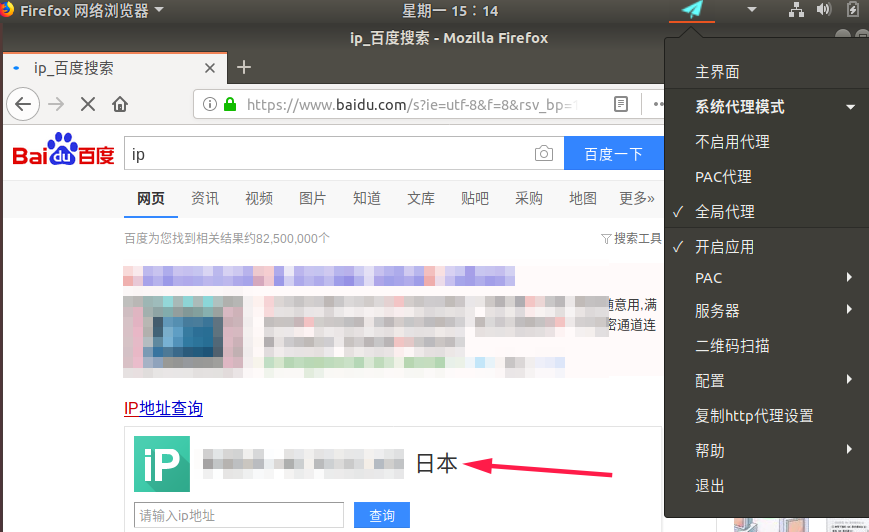 Firefox 网络浏览器
星期一 15：14
ip_百度搜索 - Mozilla Firefox
ip_百度搜索
https://www.baidu.com/s?ie=utf-8&f=8&rsv_bp=1
Bai du 百度
ip
百度一下
网页 资讯 视频 图片 知道 文库 贴吧 采购 地图 更多»
百度为您找到相关结果约82,500,000个
搜索工具
随意用,满
密通道连
IP地址查询
iP
日本
请输入ip地址
查询
主界面
系统代理模式
不启用代理
PAC代理
✓ 全局代理
✓ 开启应用
PAC
服务器
二维码扫描
配置
复制http代理设置
帮助
退出